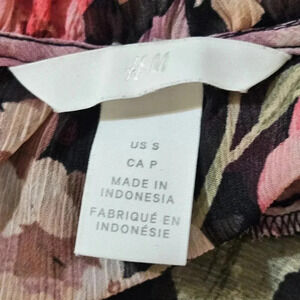 H&M
US S
CA P
MADE IN
INDONESIA
FABRIQUÉ EN
INDONÉSIE